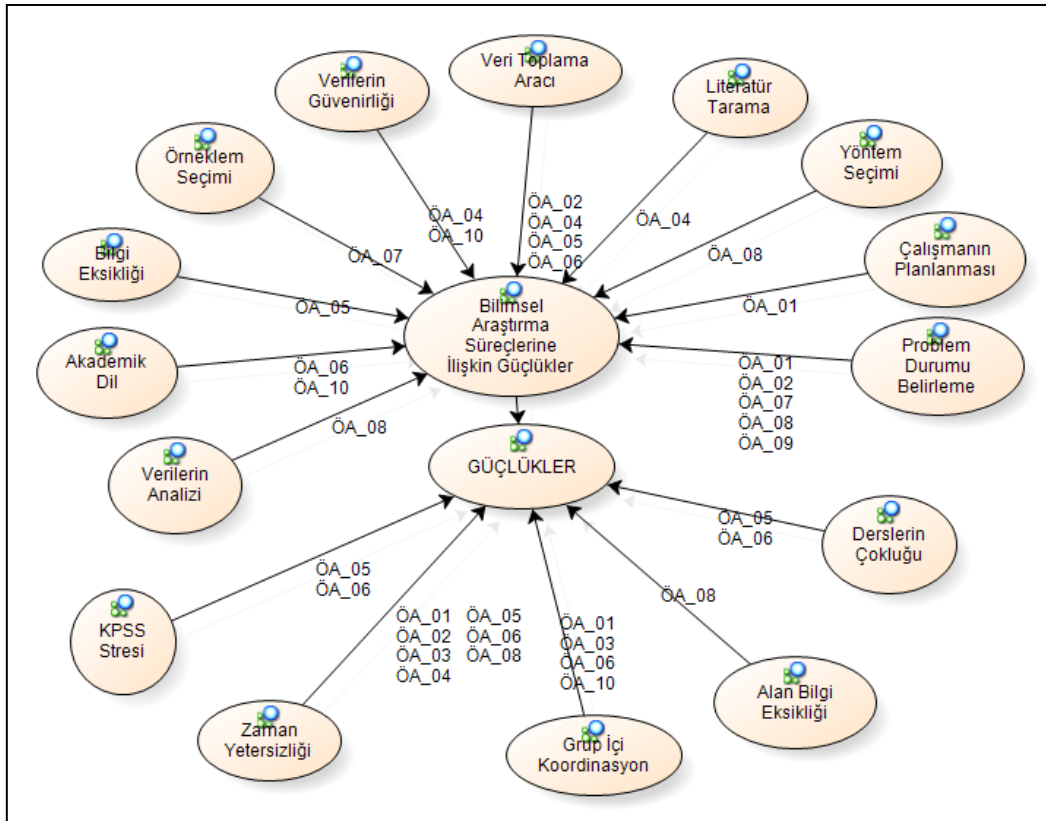 Veri Toplama
Aracı
Verilerin
Güvenirliği
Literatür
Tarama
Örneklem
Seçimi
Yöntem
Seçimi
Bilgi
Eksikliği
Çalışmanın
Planlanması
Akademik
Dil
Problem
Durumu
Belirleme
Verilerin
Analizi
ÖA_04
ÖA_10
ÖA_02
ÖA_04
ÖA_05
ÖA_06
ÖA_04
ÖA_07
ÖA_08
ÖA_05
ÖA_01
ÖA_06
ÖA_10
ÖA_01
ÖA_02
ÖA_07
ÖA_08
ÖA_09
ÖA_08
Bilimsel
Araştırma
Süreçlerine
İlişkin Güçlükler
GÜÇLÜKLER
ÖA_05
ÖA_06
Derslerin
Çokluğu
ÖA_05
ÖA_06
KPSS
Stresi
ÖA_01
ÖA_02
ÖA_03
ÖA_04
ÖA_05
ÖA_06
ÖA_08
Zaman
Yetersizliği
ÖA_01
ÖA_03
ÖA_06
ÖA_10
Grup İçi
Koordinasyon
ÖA_08
Alan Bilgi
Eksikliği